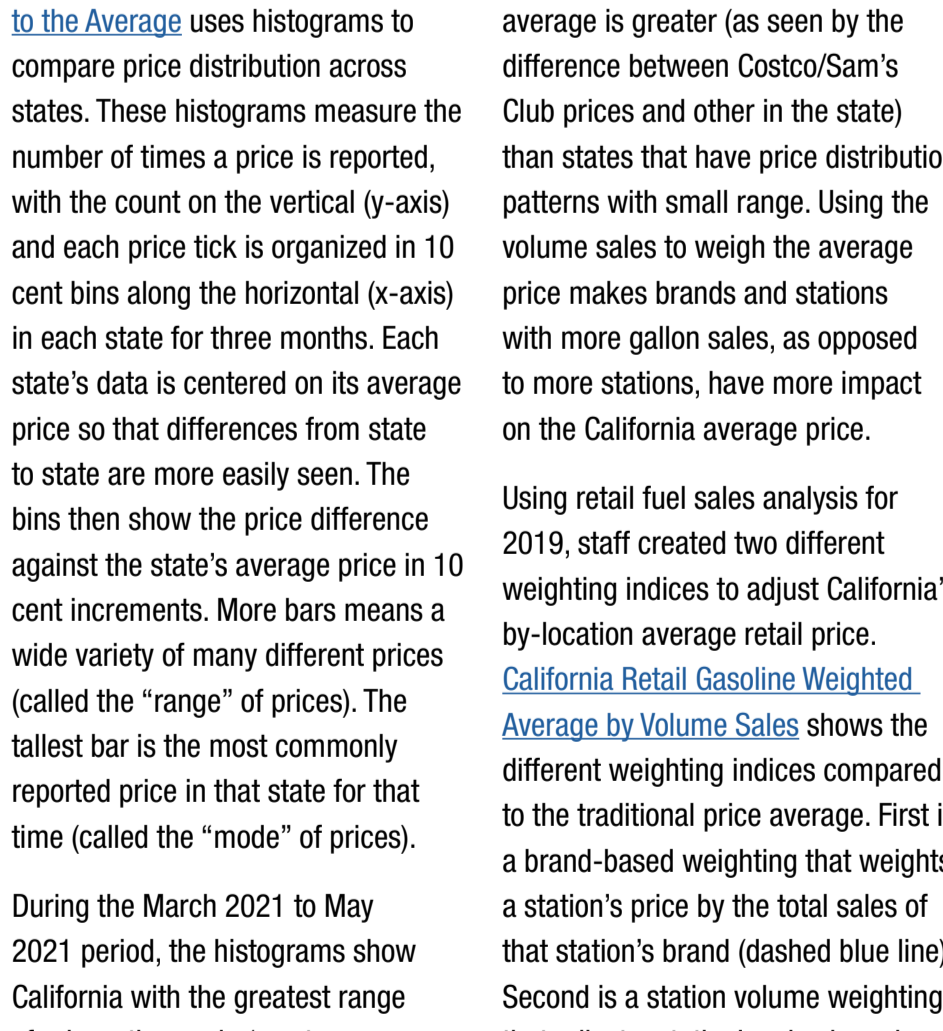 to the Average uses histograms to
compare price distribution across
states. These histograms measure the
number of times a price is reported,
with the count on the vertical (y-axis)
and each price tick is organized in 10
cent bins along the horizontal (x-axis)
in each state for three months. Each
state's data is centered on its average
price so that differences from state
to state are more easily seen. The
bins then show the price difference
against the state's average price in 10
cent increments. More bars means a
wide variety of many different prices
(called the “range” of prices). The
tallest bar is the most commonly
reported price in that state for that
time (called the “mode” of prices).
During the March 2021 to May
2021 period, the histograms show
California with the greatest range
average is greater (as seen by the
difference between Costco/Sam's
Club prices and other in the state)
than states that have price distributio
patterns with small range. Using the
volume sales to weigh the average
price makes brands and stations
with more gallon sales, as opposed
to more stations, have more impact
on the California average price.
Using retail fuel sales analysis for
2019, staff created two different
weighting indices to adjust California'
by-location average retail price.
California Retail Gasoline Weighted
Average by Volume Sales shows the
different weighting indices compared
to the traditional price average. First i
a brand-based weighting that weights
a station's price by the total sales of
that station's brand (dashed blue line)
Second is a station volume weighting